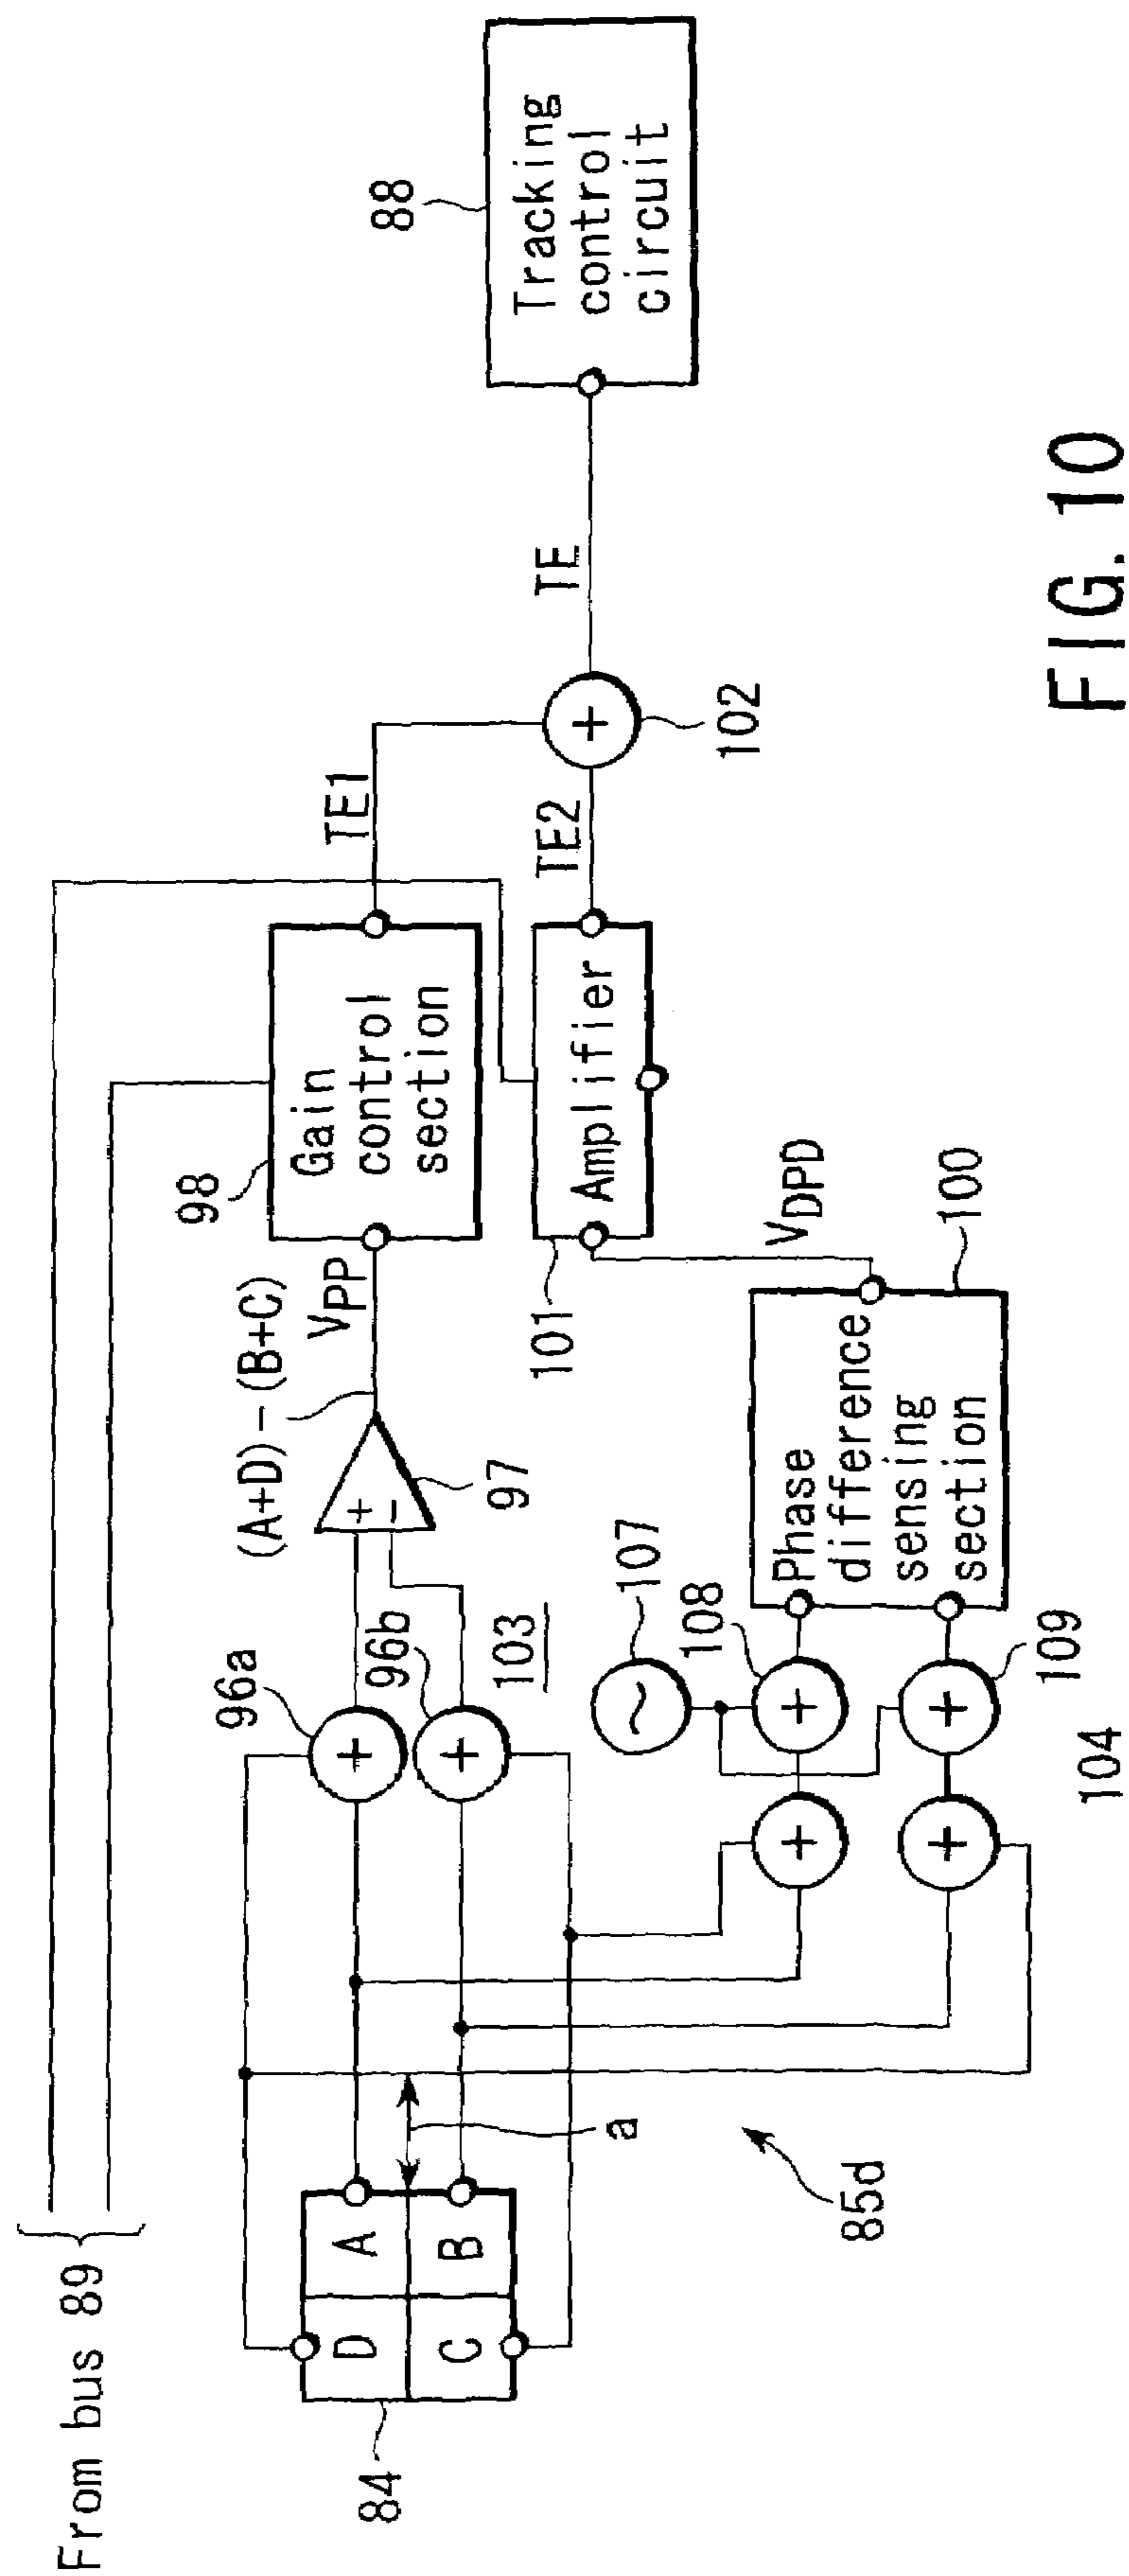 From bus 89
84
D
A
C
B
a
85d
96a
96b
103
(A+D)-(B+C)
97
VPP
98
Gain
control
section
TE1
107
108
109
104
Phase
difference
sensing
section
100
VDPD
101
Amplifier
TE2
102
TE
88
Tracking
control
circuit
FIG. 10